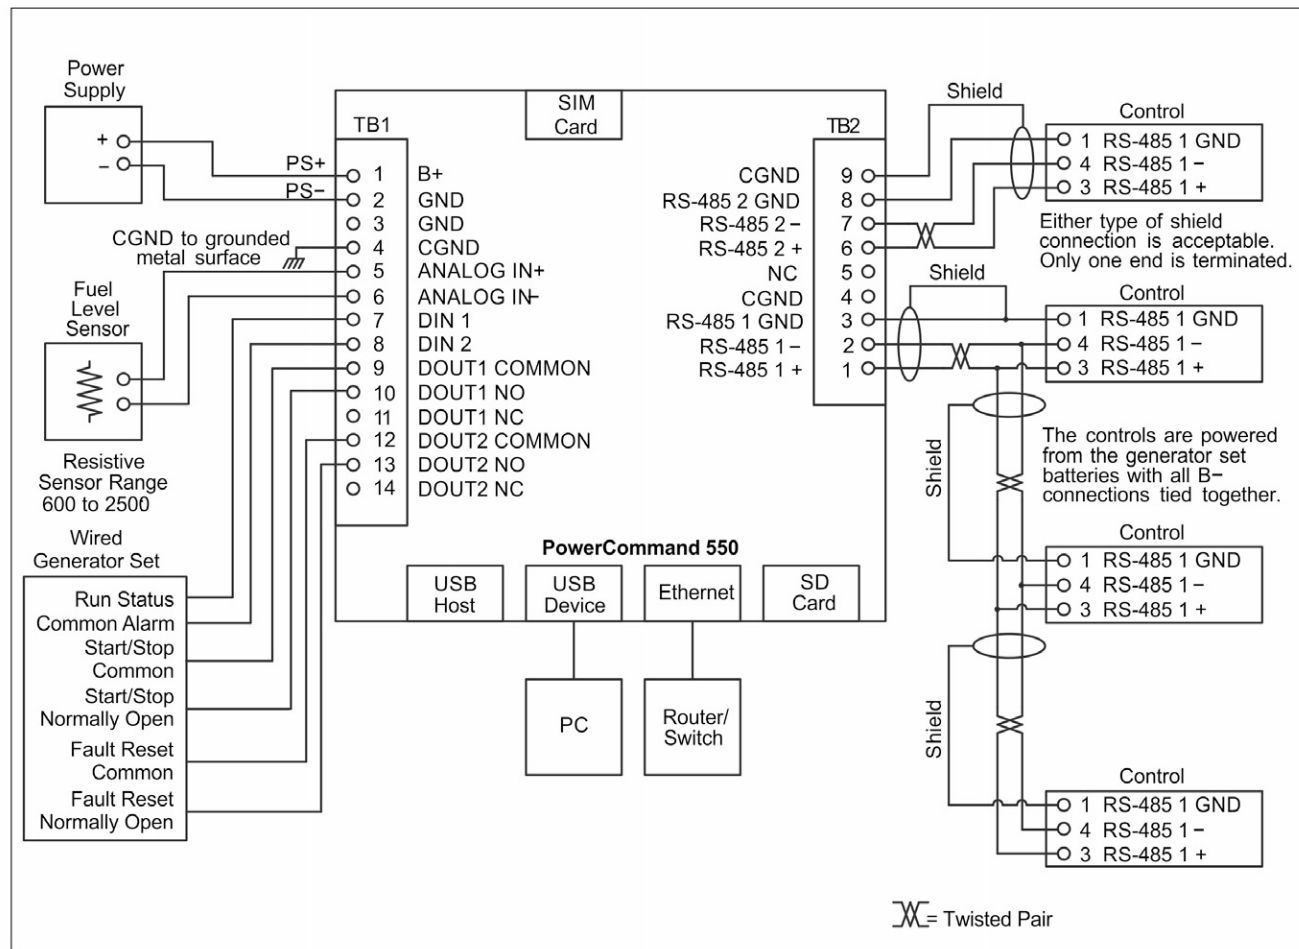 Power
Supply
+
–
PS+
PS–
CGND to grounded
metal surface
Fuel
Level
Sensor
Resistive
Sensor Range
600 to 2500
Wired
Generator Set
Run Status
Common Alarm
Start/Stop
Common
Start/Stop
Normally Open
Fault Reset
Common
Fault Reset
Normally Open
TB1
1 B+
2 GND
3 GND
4 CGND
5 ANALOG IN+
6 ANALOG IN-
7 DIN 1
8 DIN 2
9 DOUT1 COMMON
10 DOUT1 NO
11 DOUT1 NC
12 DOUT2 COMMON
13 DOUT2 NO
14 DOUT2 NC
SIM
Card
TB2
CGND 9
RS-485 2 GND 8
RS-485 2 – 7
RS-485 2 + 6
NC 5
CGND 4
RS-485 1 GND 3
RS-485 1 – 2
RS-485 1 + 1
PowerCommand 550
USB
Host
USB
Device
Ethernet
SD
Card
PC
Router/
Switch
Shield
Control
1 RS-485 1 GND
4 RS-485 1 –
3 RS-485 1 +
Either type of shield
connection is acceptable.
Only one end is terminated.
Shield
Control
1 RS-485 1 GND
4 RS-485 1 –
3 RS-485 1 +
The controls are powered
from the generator set
batteries with all B–
connections tied together.
Shield
Control
1 RS-485 1 GND
4 RS-485 1 –
3 RS-485 1 +
Shield
Control
1 RS-485 1 GND
4 RS-485 1 –
3 RS-485 1 +
= Twisted Pair